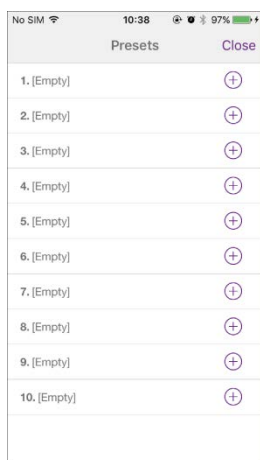 No SIM 10:38 97%
Presets Close
1. [Empty]
2. [Empty]
3. [Empty]
4. [Empty]
5. [Empty]
6. [Empty]
7. [Empty]
8. [Empty]
9. [Empty]
10. [Empty]